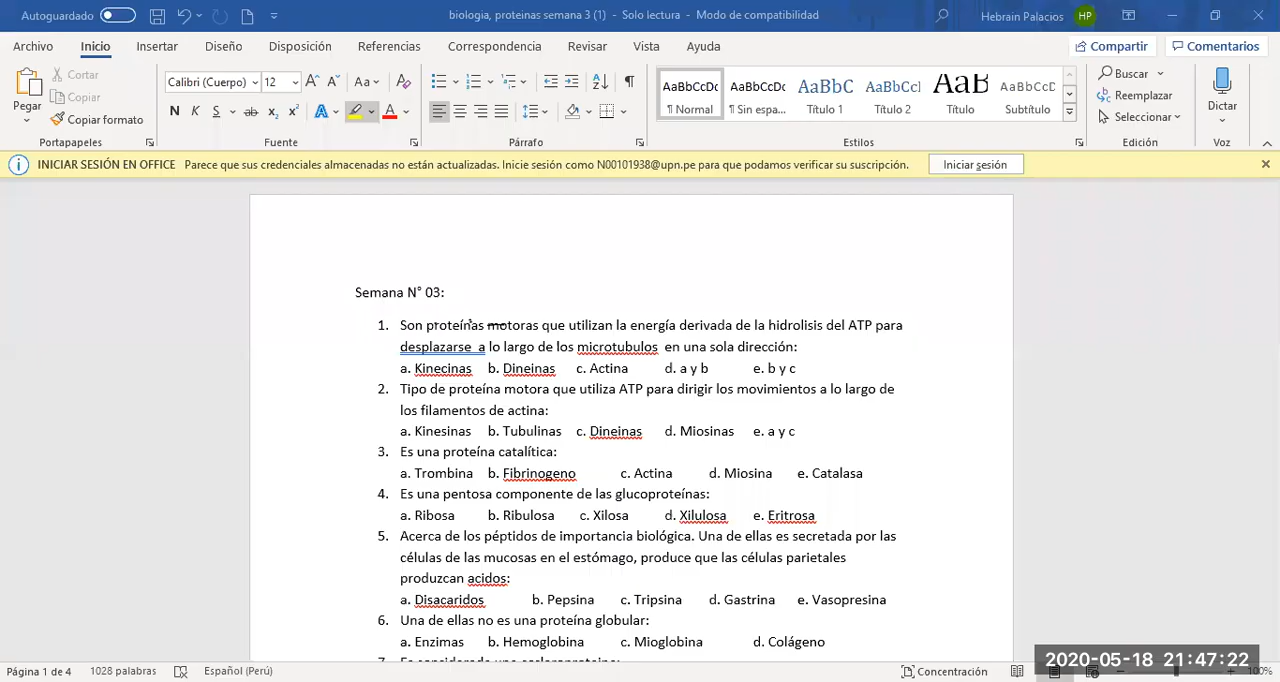 Autoguardado
biologia, proteinas semana 3 (1) - Solo lectura - Modo de compatibilidad
Hebrain Palacios HP
Archivo Inicio Insertar Diseño Disposición Referencias Correspondencia Revisar Vista Ayuda Compartir Comentarios
Pegar
Cortar
Copiar
Copiar formato
Portapapeles
Calibri (Cuerpo) 12
N K S ab x₂ x² A A
Fuente
Párrafo
AaBbCcDc ¶ Normal
AaBbCcDc ¶ Sin espa...
AaBbC Título 1
AaBbCcl Título 2
AaB Título
AaBbCcD Subtítulo
Estilos
Buscar
Reemplazar
Seleccionar
Edición
Dictar
Voz
INICIAR SESIÓN EN OFFICE Parece que sus credenciales almacenadas no están actualizadas. Inicie sesión como N00101938@upn.pe para que podamos verificar su suscripción. Iniciar sesión
Semana N° 03:
1. Son proteínas motoras que utilizan la energía derivada de la hidrolisis del ATP para
desplazarse a lo largo de los microtubulos en una sola dirección:
a. Kinecinas b. Dineinas c. Actina d. a y b e. b y c
2. Tipo de proteína motora que utiliza ATP para dirigir los movimientos a lo largo de
los filamentos de actina:
a. Kinesinas b. Tubulinas c. Dineinas d. Miosinas e. a y c
3. Es una proteína catalítica:
a. Trombina b. Fibrinogeno c. Actina d. Miosina e. Catalasa
4. Es una pentosa componente de las glucoproteínas:
a. Ribosa b. Ribulosa c. Xilosa d. Xilulosa e. Eritrosa
5. Acerca de los péptidos de importancia biológica. Una de ellas es secretada por las
células de las mucosas en el estómago, produce que las células parietales
produzcan acidos:
a. Disacaridos b. Pepsina c. Tripsina d. Gastrina e. Vasopresina
6. Una de ellas no es una proteína globular:
a. Enzimas b. Hemoglobina c. Mioglobina d. Colágeno
Página 1 de 4 1028 palabras Español (Perú) Concentración 100%
2020-05-18 21:47:22